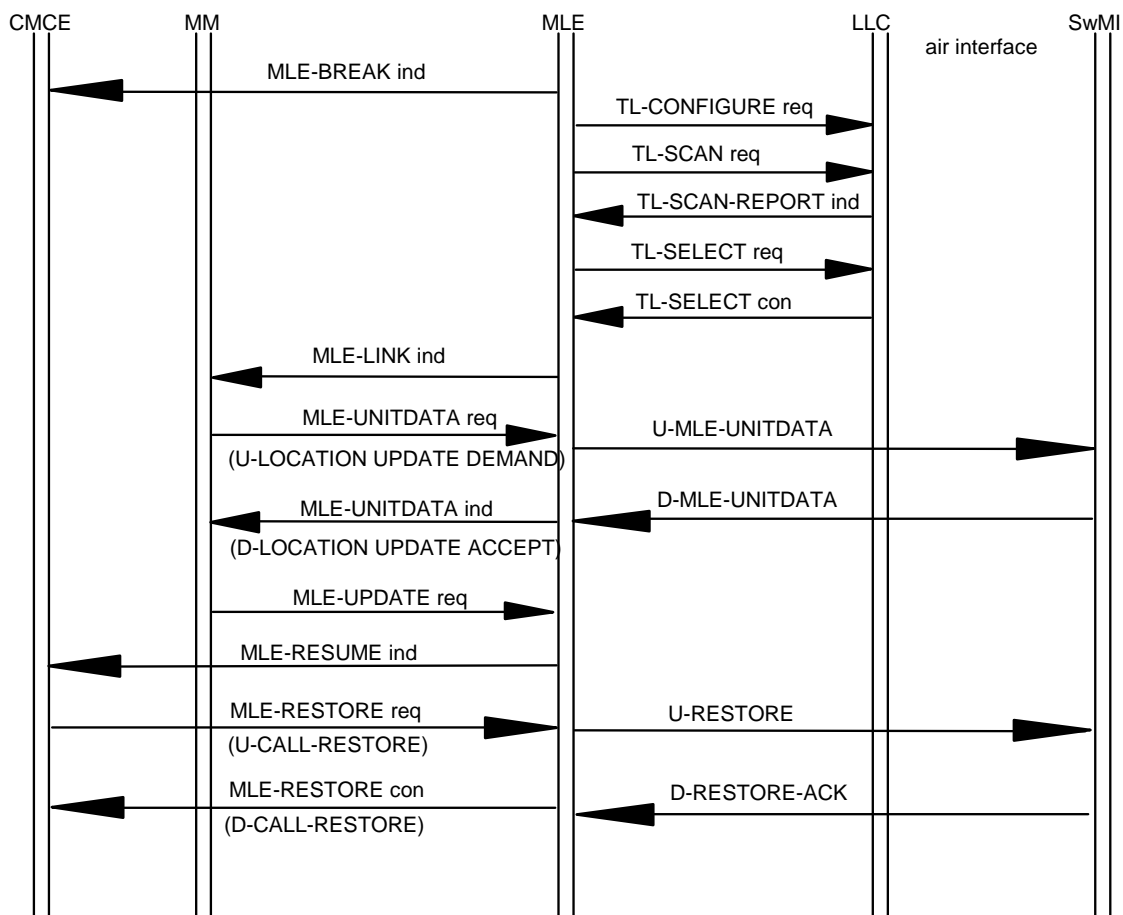 CMCE MM MLE LLC SwMI
air interface
MLE-BREAK ind
TL-CONFIGURE req
TL-SCAN req
TL-SCAN-REPORT ind
TL-SELECT req
TL-SELECT con
MLE-LINK ind
MLE-UNITDATA req
U-MLE-UNITDATA
(U-LOCATION UPDATE DEMAND)
MLE-UNITDATA ind
D-MLE-UNITDATA
(D-LOCATION UPDATE ACCEPT)
MLE-UPDATE req
MLE-RESUME ind
MLE-RESTORE req
U-RESTORE
(U-CALL-RESTORE)
MLE-RESTORE con
D-RESTORE-ACK
(D-CALL-RESTORE)